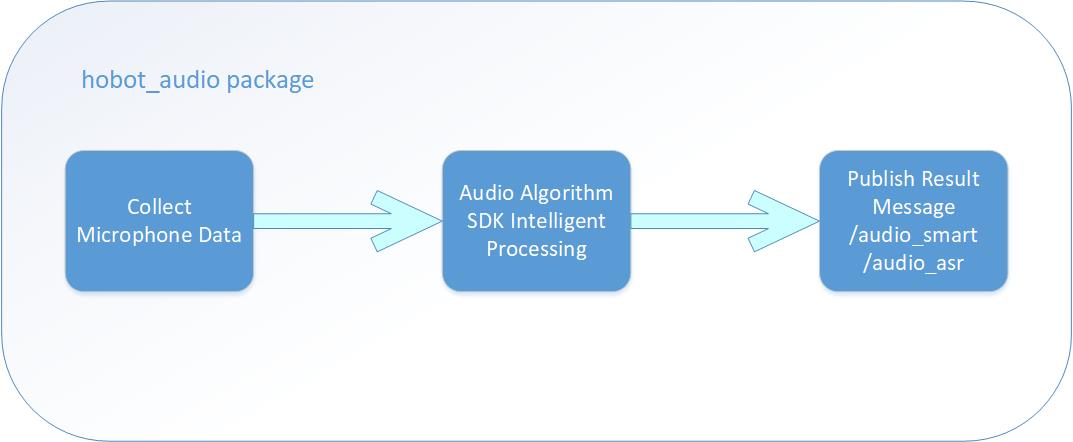 hobot_audio package
Collect
Microphone Data
Audio Algorithm
SDK Intelligent
Processing
Publish Result
Message
/audio_smart
/audio_asr